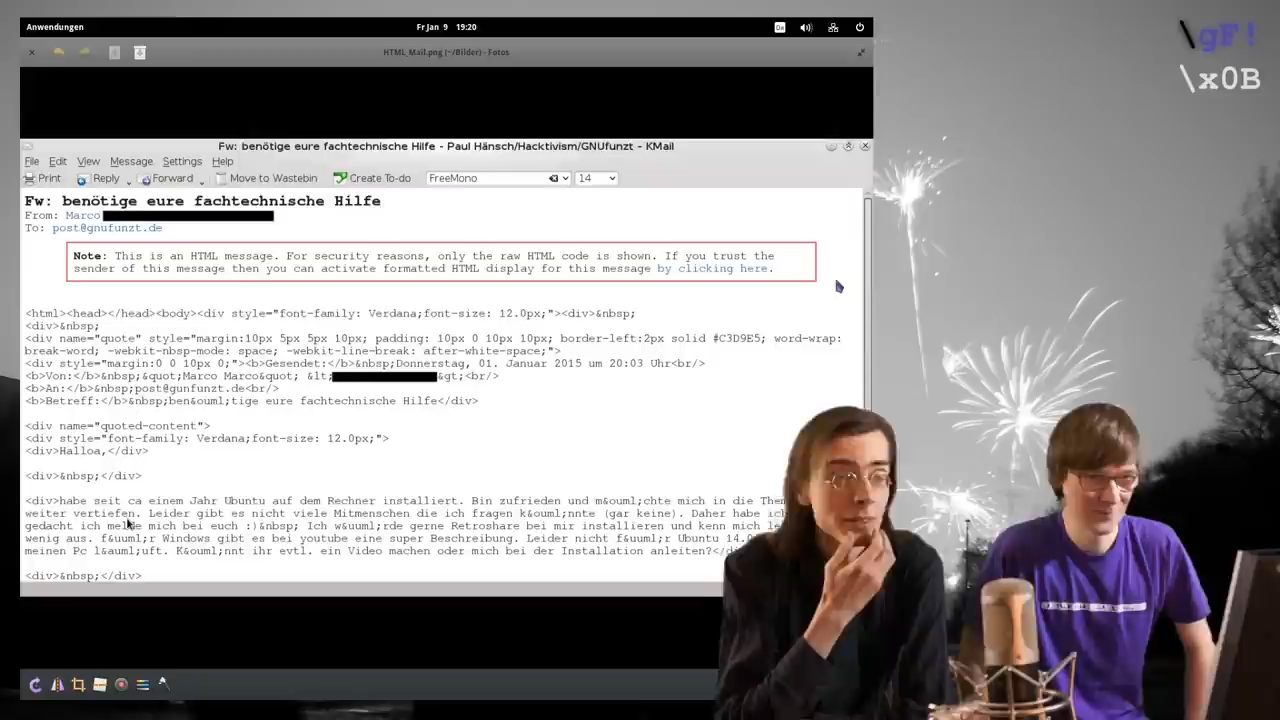 Anwendungen
Fr Jan 9 19:20
\gF!
\x0B
HTML_Mail.png (~/Bilder) - Fotos
Fw: benötige eure fachtechnische Hilfe - Paul Hänsch/Hacktivism/GNUfunzt - KMail
File Edit View Message Settings Help
Print Reply Forward Move to Wastebin Create To-do FreeMono 14
Fw: benötige eure fachtechnische Hilfe
From: Marco
To: post@gnufunzt.de
Note: This is an HTML message. For security reasons, only the raw HTML code is shown. If you trust the
sender of this message then you can activate formatted HTML display for this message by clicking here.
<html><head></head><body><div style="font-family: Verdana;font-size: 12.0px;"><div>&nbsp;
<div>&nbsp;
<div name="quote" style="margin:10px 5px 5px 10px; padding: 10px 0 10px 10px; border-left:2px solid #C3D9E5; word-wrap:
break-word; -webkit-nbsp-mode: space; -webkit-line-break: after-white-space;">
<div style="margin:0 0 10px 0;"><b>Gesendet:</b>&nbsp;Donnerstag, 01. Januar 2015 um 20:03 Uhr<br/>
<b>Von:</b>&nbsp;&quot;Marco Marco&quot; &lt; &gt;<br/>
<b>An:</b>&nbsp;post@gunufunzt.de<br/>
<b>Betreff:</b>&nbsp;ben&ouml;tige eure fachtechnische Hilfe</div>
<div name="quoted-content">
<div style="font-family: Verdana;font-size: 12.0px;">
<div>Halloa,</div>
<div>&nbsp;</div>
<div>habe seit ca einem Jahr Ubuntu auf dem Rechner installiert. Bin zufrieden und m&ouml;chte mich in die
weiter vertiefen. Leider gibt es nicht viele Mitmenschen die ich fragen k&ouml;nnte (gar keine). Daher habe
gedacht ich melde mich bei euch :)&nbsp; Ich w&uuml;rde gerne Retroshare bei mir installieren und kenn mich
wenig aus. f&uuml;r Windows gibt es bei youtube eine super Beschreibung. Leider nicht f&uuml;r Ubuntu 14.0
meinen Pc l&auml;uft. K&ouml;nnt ihr evtl. ein Video machen oder mich bei der Installation anleiten?</
<div>&nbsp;</div>